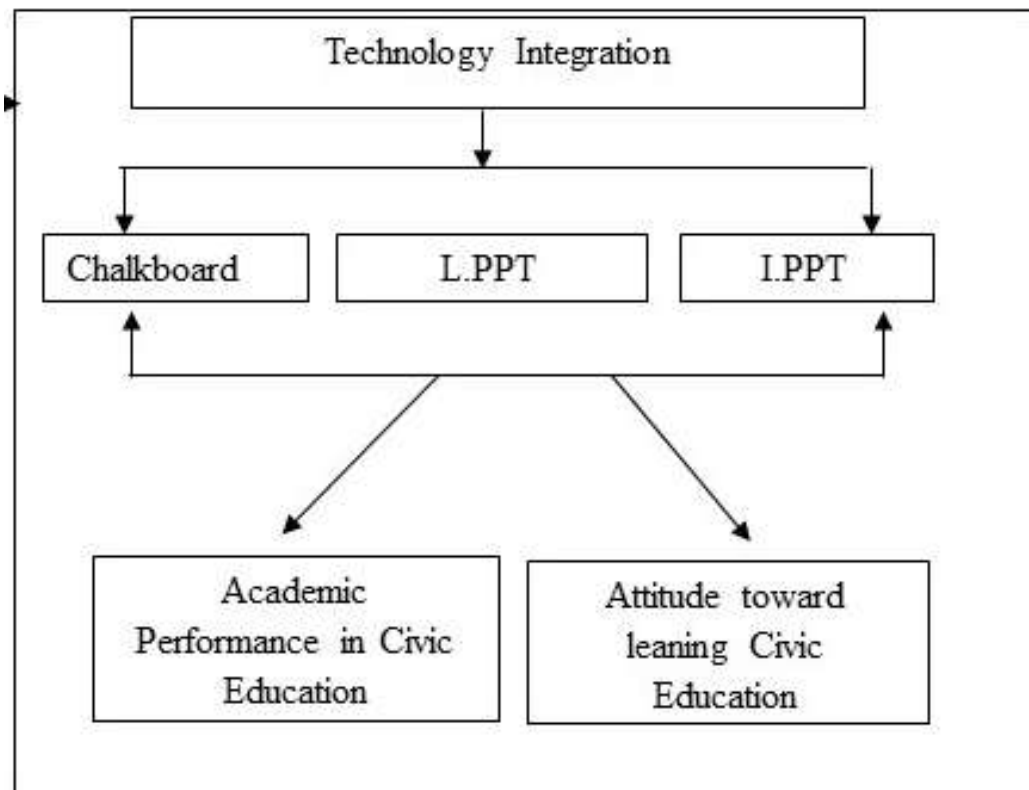 Technology Integration
Chalkboard
L.PPT
I.PPT
Academic
Performance in Civic
Education
Attitude toward
leaning Civic
Education